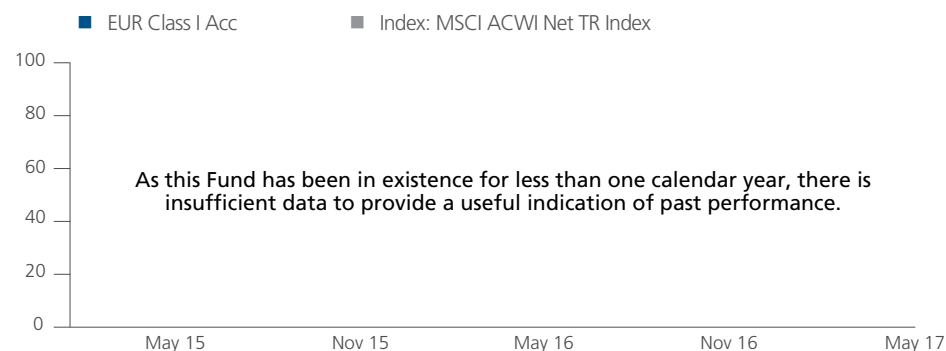 EUR Class I Acc
Index: MSCI ACWI Net TR Index
100
80
60
40
20
0
As this Fund has been in existence for less than one calendar year, there is
insufficient data to provide a useful indication of past performance.
May 15
Nov 15
May 16
Nov 16
May 17